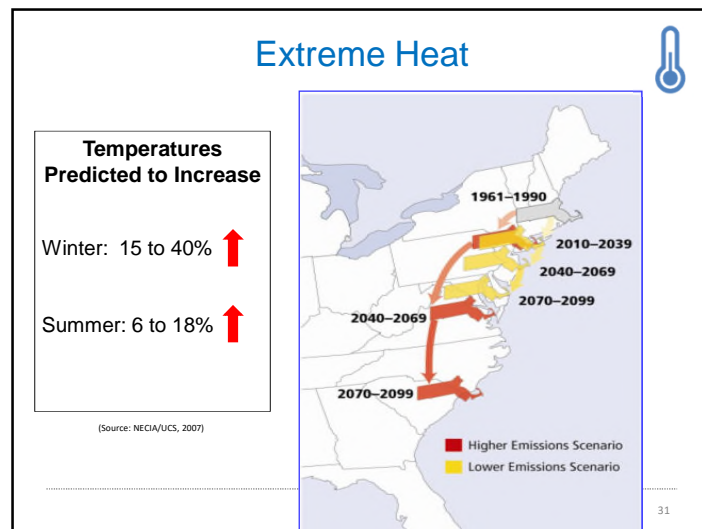 Extreme Heat
Temperatures
Predicted to Increase
Winter: 15 to 40%
Summer: 6 to 18%
(Source: NECIA/UCS, 2007)
1961–1990
2010–2039
2040–2069
2070–2099
2040–2069
2070–2099
Higher Emissions Scenario
Lower Emissions Scenario
31